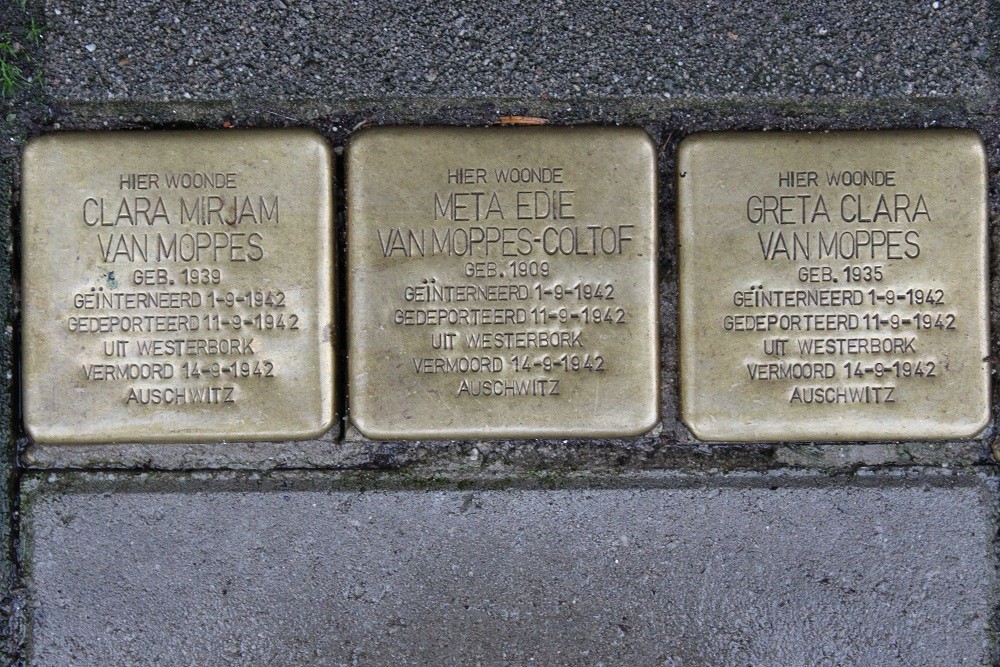 HIER WOONDE
CLARA MIRJAM
VAN MOPPES
GEB. 1939
GEÏNTERNEERD 1-9-1942
GEDEPORTEERD 11-9-1942
UIT WESTERBORK
VERMOORD 14-9-1942
AUSCHWITZ
HIER WOONDE
META EDIE
VAN MOPPES-COLTOF
GEB. 1909
GEÏNTERNEERD 1-9-1942
GEDEPORTEERD 11-9-1942
UIT WESTERBORK
VERMOORD 14-9-1942
AUSCHWITZ
HIER WOONDE
GRETA CLARA
VAN MOPPES
GEB. 1935
GEÏNTERNEERD 1-9-1942
GEDEPORTEERD 11-9-1942
UIT WESTERBORK
VERMOORD 14-9-1942
AUSCHWITZ